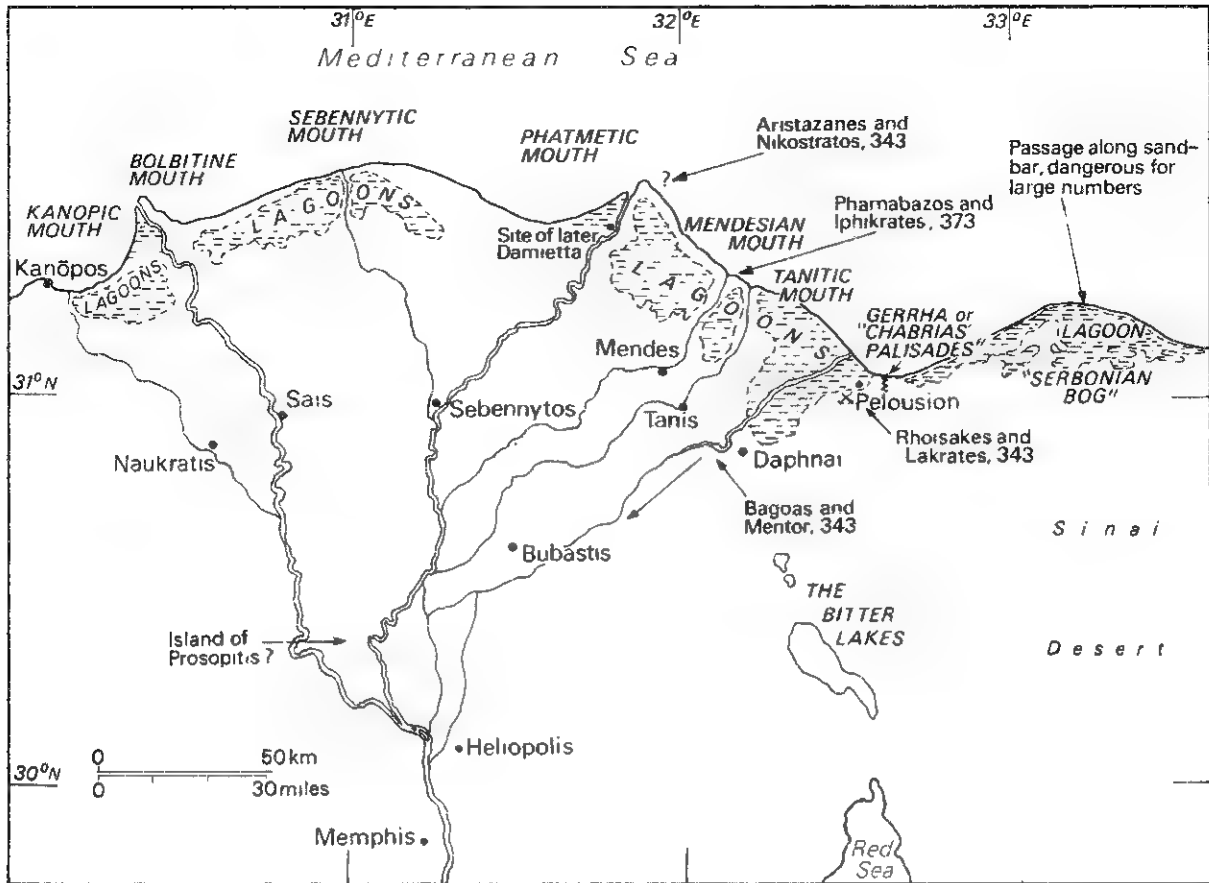 31°E
32°E
33°E
Mediterranean Sea
SEBENNYTIC
MOUTH
PHATMETIC
MOUTH
Aristazanes and
Nikostratos, 343
BOLBITINE
MOUTH
Passage along sand-
bar, dangerous for
large numbers
?
KANOPIC
MOUTH
LAGOONS
Pharnabazos and
Iphikrates, 373
MENDESIAN
MOUTH
Site of later
Damietta
Kanōpos
LAGOONS
LAGOONS
TANITIC
MOUTH
GERRHA or
"CHABRIAS'
PALISADES"
LAGOON
"SERBONIAN
BOG"
Mendes
31°N
Sais
Sebennytos
Tanis
Pelousion
Naukratis
Daphnai
Rhoisakes and
Lakrates, 343
Bagoas and
Mentor, 343
Sinai
Bubastis
THE
BITTER
LAKES
Island of
Prosopitis ?
Desert
Heliopolis
0 50 km
30°N
0 30 miles
Memphis
Red
Sea